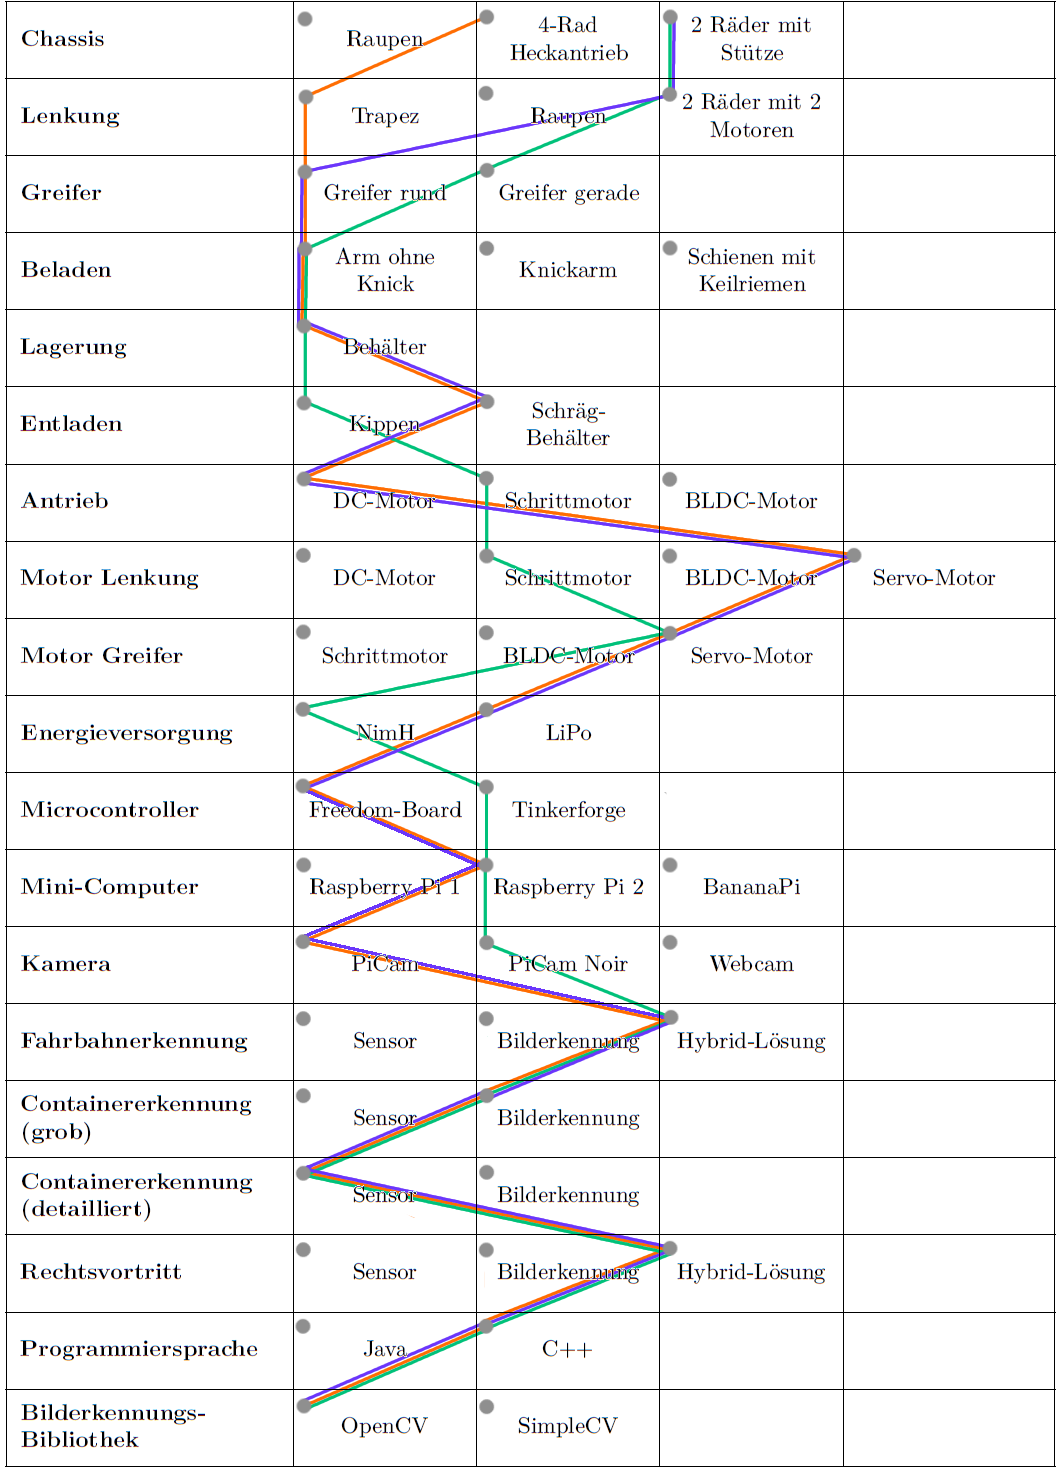 Chassis Raupen 4-Rad Heckantrieb 2 Räder mit Stütze
Lenkung Trapez Raupen 2 Räder mit 2 Motoren
Greifer Greifer rund Greifer gerade
Beladen Arm ohne Knick Knickarm Schienen mit Keilriemen
Lagerung Behälter
Entladen Kippen Schräg-Behälter
Antrieb DC-Motor Schrittmotor BLDC-Motor
Motor Lenkung DC-Motor Schrittmotor BLDC-Motor Servo-Motor
Motor Greifer Schrittmotor BLDC-Motor Servo-Motor
Energieversorgung NimH LiPo
Microcontroller Freedom-Board Tinkerforge
Mini-Computer Raspberry Pi 1 Raspberry Pi 2 BananaPi
Kamera PiCam PiCam Noir Webcam
Fahrbahnerkennung Sensor Bilderkennung Hybrid-Lösung
Containererkennung (grob) Sensor Bilderkennung
Containererkennung (detailliert) Sensor Bilderkennung
Rechtsvortritt Sensor Bilderkennung Hybrid-Lösung
Programmiersprache Java C++
Bilderkennungs-Bibliothek OpenCV SimpleCV